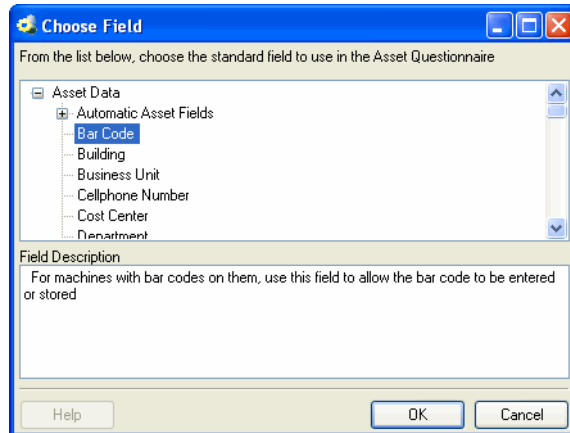 Choose Field
From the list below, choose the standard field to use in the Asset Questionnaire
Asset Data
Automatic Asset Fields
Bar Code
Building
Business Unit
Cellphone Number
Cost Center
Department
Field Description
For machines with bar codes on them, use this field to allow the bar code to be entered
or stored
Help
OK
Cancel